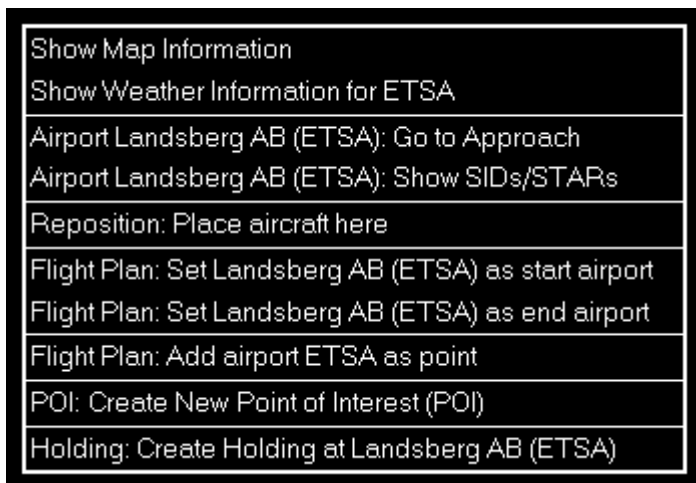 Show Map Information
Show Weather Information for ETSA
Airport Landsberg AB (ETSA): Go to Approach
Airport Landsberg AB (ETSA): Show SIDs/STARs
Reposition: Place aircraft here
Flight Plan: Set Landsberg AB (ETSA) as start airport
Flight Plan: Set Landsberg AB (ETSA) as end airport
Flight Plan: Add airport ETSA as point
POI: Create New Point of Interest (POI)
Holding: Create Holding at Landsberg AB (ETSA)